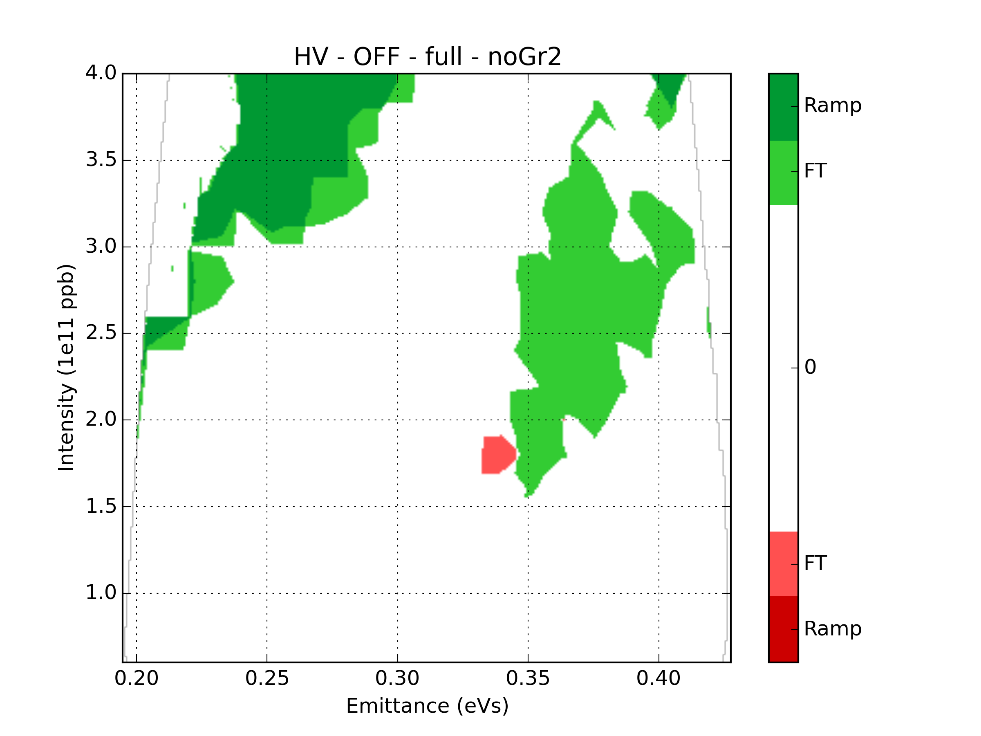 HV - OFF - full - noGr2
4.0
3.5
3.0
2.5
2.0
1.5
1.0
Intensity (1e11 ppb)
0.20
0.25
0.30
0.35
0.40
Emittance (eVs)
Ramp
FT
0
FT
Ramp